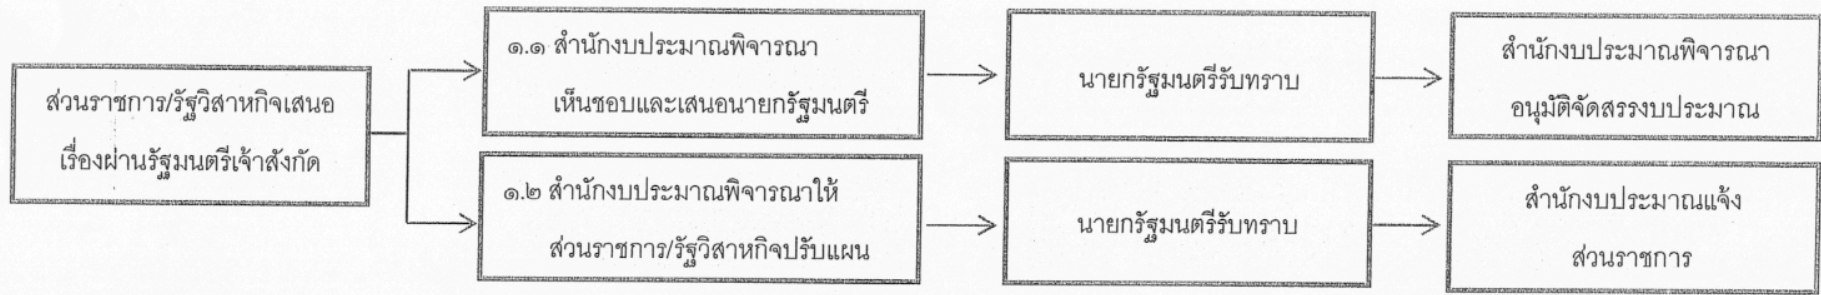 ส่วนราชการ/รัฐวิสาหกิจเสนอ
เรื่องผ่านรัฐมนตรีเจ้าสังกัด
๑.๑ สำนักงบประมาณพิจารณา
เห็นชอบและเสนอนายกรัฐมนตรี
นายกรัฐมนตรีรับทราบ
สำนักงบประมาณพิจารณา
อนุมัติจัดสรรงบประมาณ
๑.๒ สำนักงบประมาณพิจารณาให้
ส่วนราชการ/รัฐวิสาหกิจปรับแผน
นายกรัฐมนตรีรับทราบ
สำนักงบประมาณแจ้ง
ส่วนราชการ